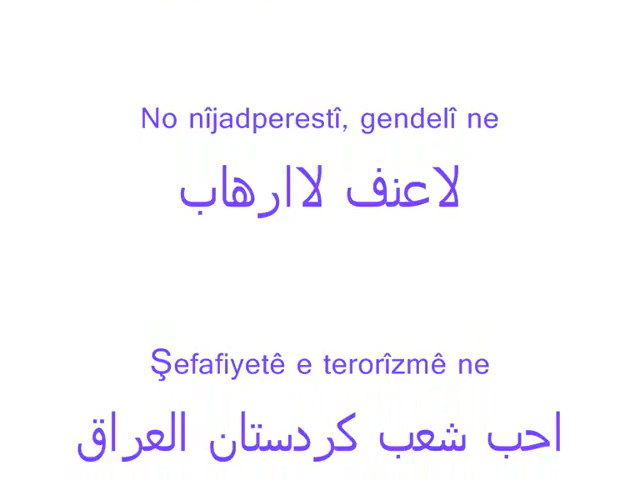 No nîjadperestî, gendelî ne
لاعنف لاارهاب
Şefafiyetê e terorîzmê ne
احب شعب كردستان العراق